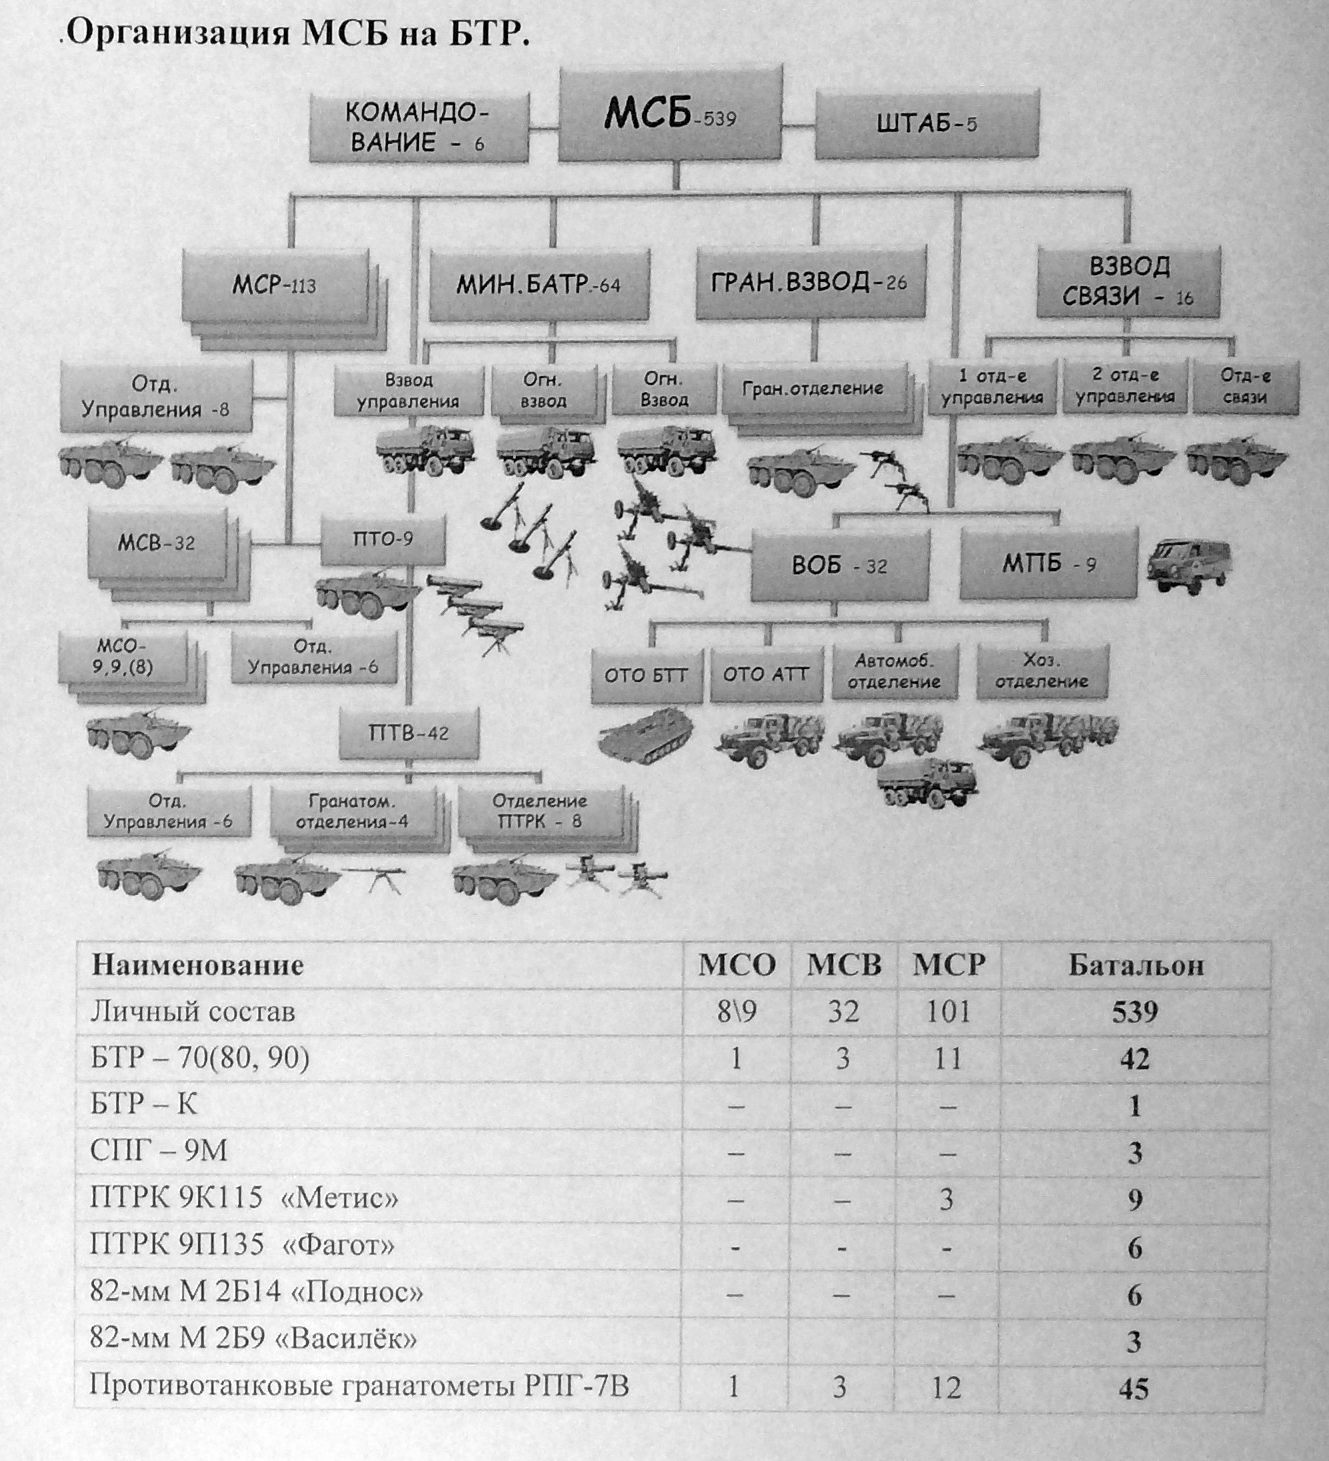 .Организация МСБ на БТР.
КОМАНДО-
ВАНИЕ - 6
МСБ-539
ШТАБ-5
МСР-113
МИН.БАТР.-64
ГРАН.ВЗВОД-26
ВЗВОД
СВЯЗИ - 16
Отд.
Управления -8
Взвод
управления
Огн.
взвод
Огн.
Взвод
Гран.отделение
1 отд-е
управления
2 отд-е
управления
Отд-е
связи
МСВ-32
ПТО-9
ВОБ - 32
МПБ - 9
МСО-
9,9,(8)
Отд.
Управления -6
ОТО БТТ
ОТО АТТ
Автомоб.
отделение
Хоз.
отделение
ПТВ-42
Отд.
Управления -6
Гранатом.
отделения-4
Отделение
ПТРК - 8
Наименование МСО МСВ МСР Батальон
Личный состав 8\9 32 101 539
БТР – 70(80, 90) 1 3 11 42
БТР – К – – – 1
СПГ – 9М – – – 3
ПТРК 9К115 «Метис» – – 3 9
ПТРК 9П135 «Фагот» - - - 6
82-мм М 2Б14 «Поднос» – – – 6
82-мм М 2Б9 «Василёк» 3
Противотанковые гранатометы РПГ-7В 1 3 12 45